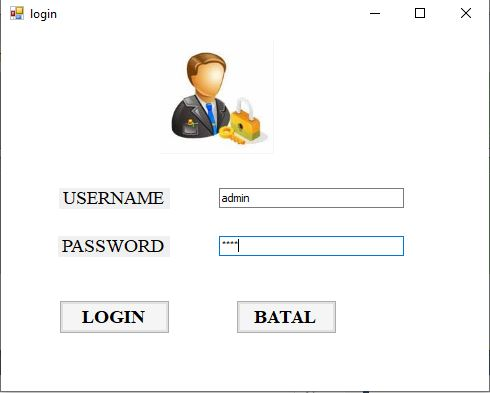 login
USERNAME admin
PASSWORD ****
LOGIN BATAL